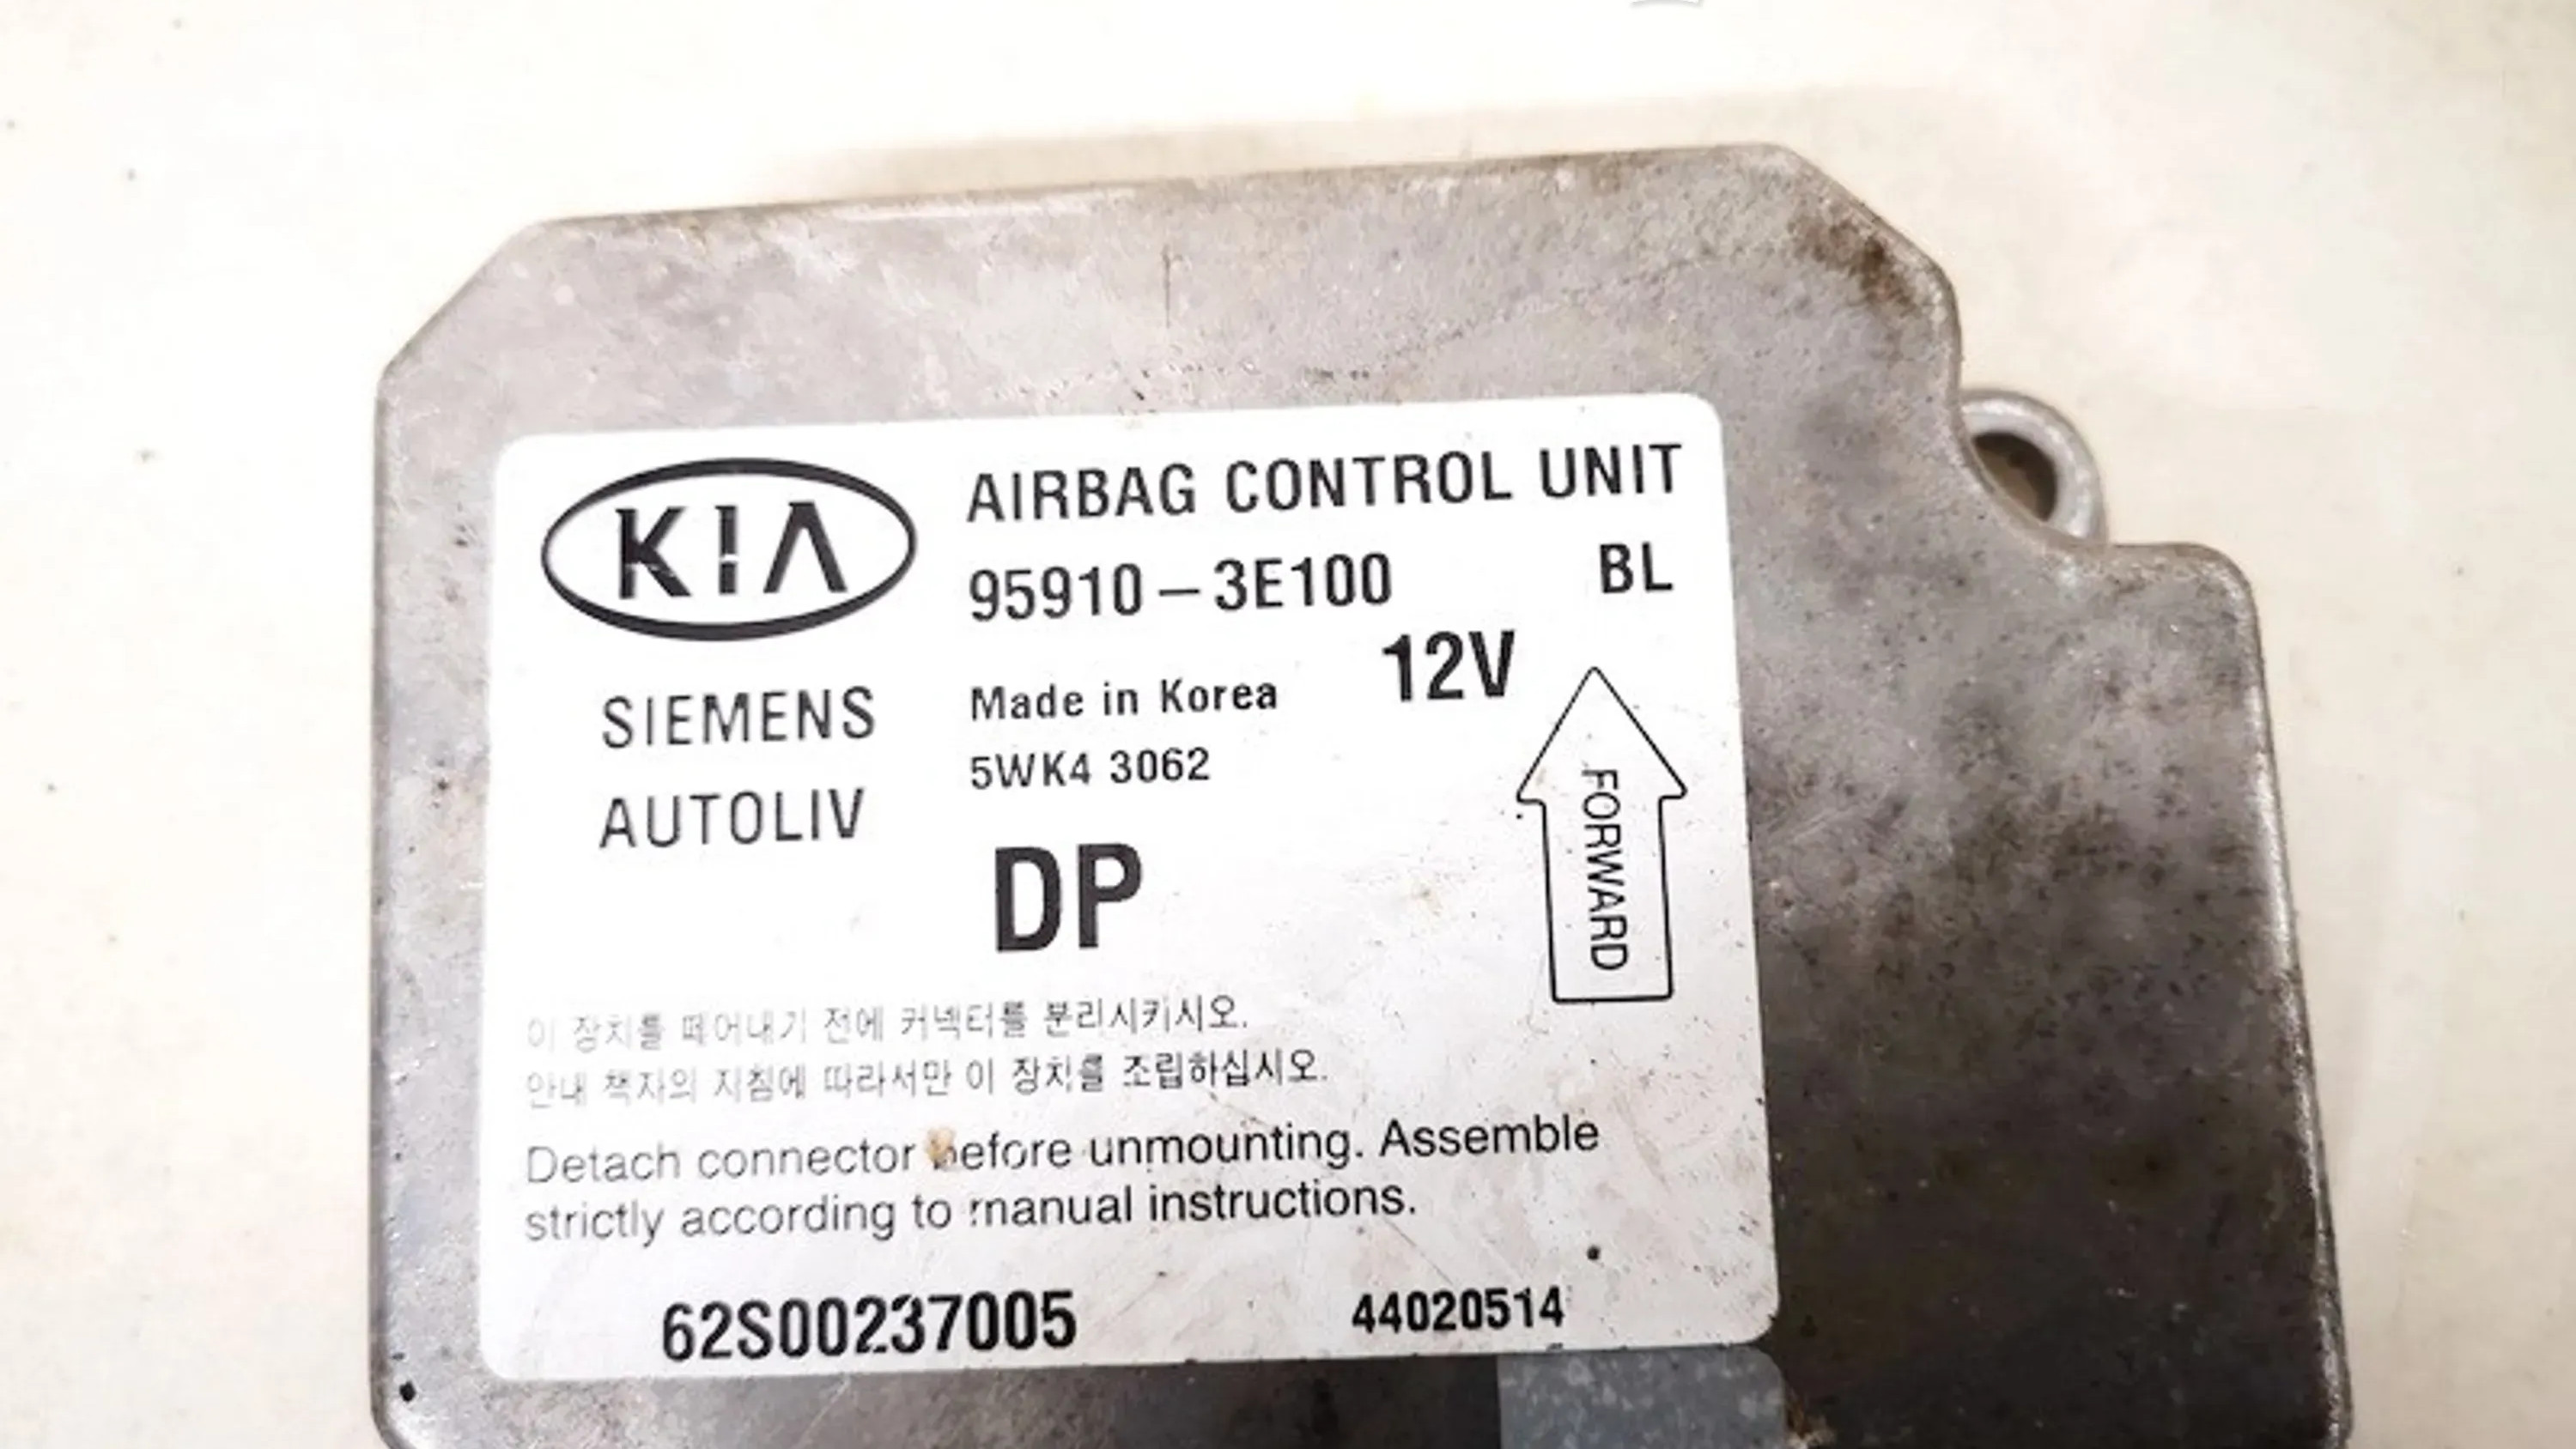 KIA
AIRBAG CONTROL UNIT
95910-3E100 BL
12V
SIEMENS
AUTOLIV
Made in Korea
5WK4 3062
DP
FORWARD
이 장치를 떼어내기 전에 커넥터를 분리시키시오.
안내 책자의 지침에 따라서만 이 장치를 조립하십시오.
Detach connector before unmounting. Assemble
strictly according to manual instructions.
62S00237005 44020514